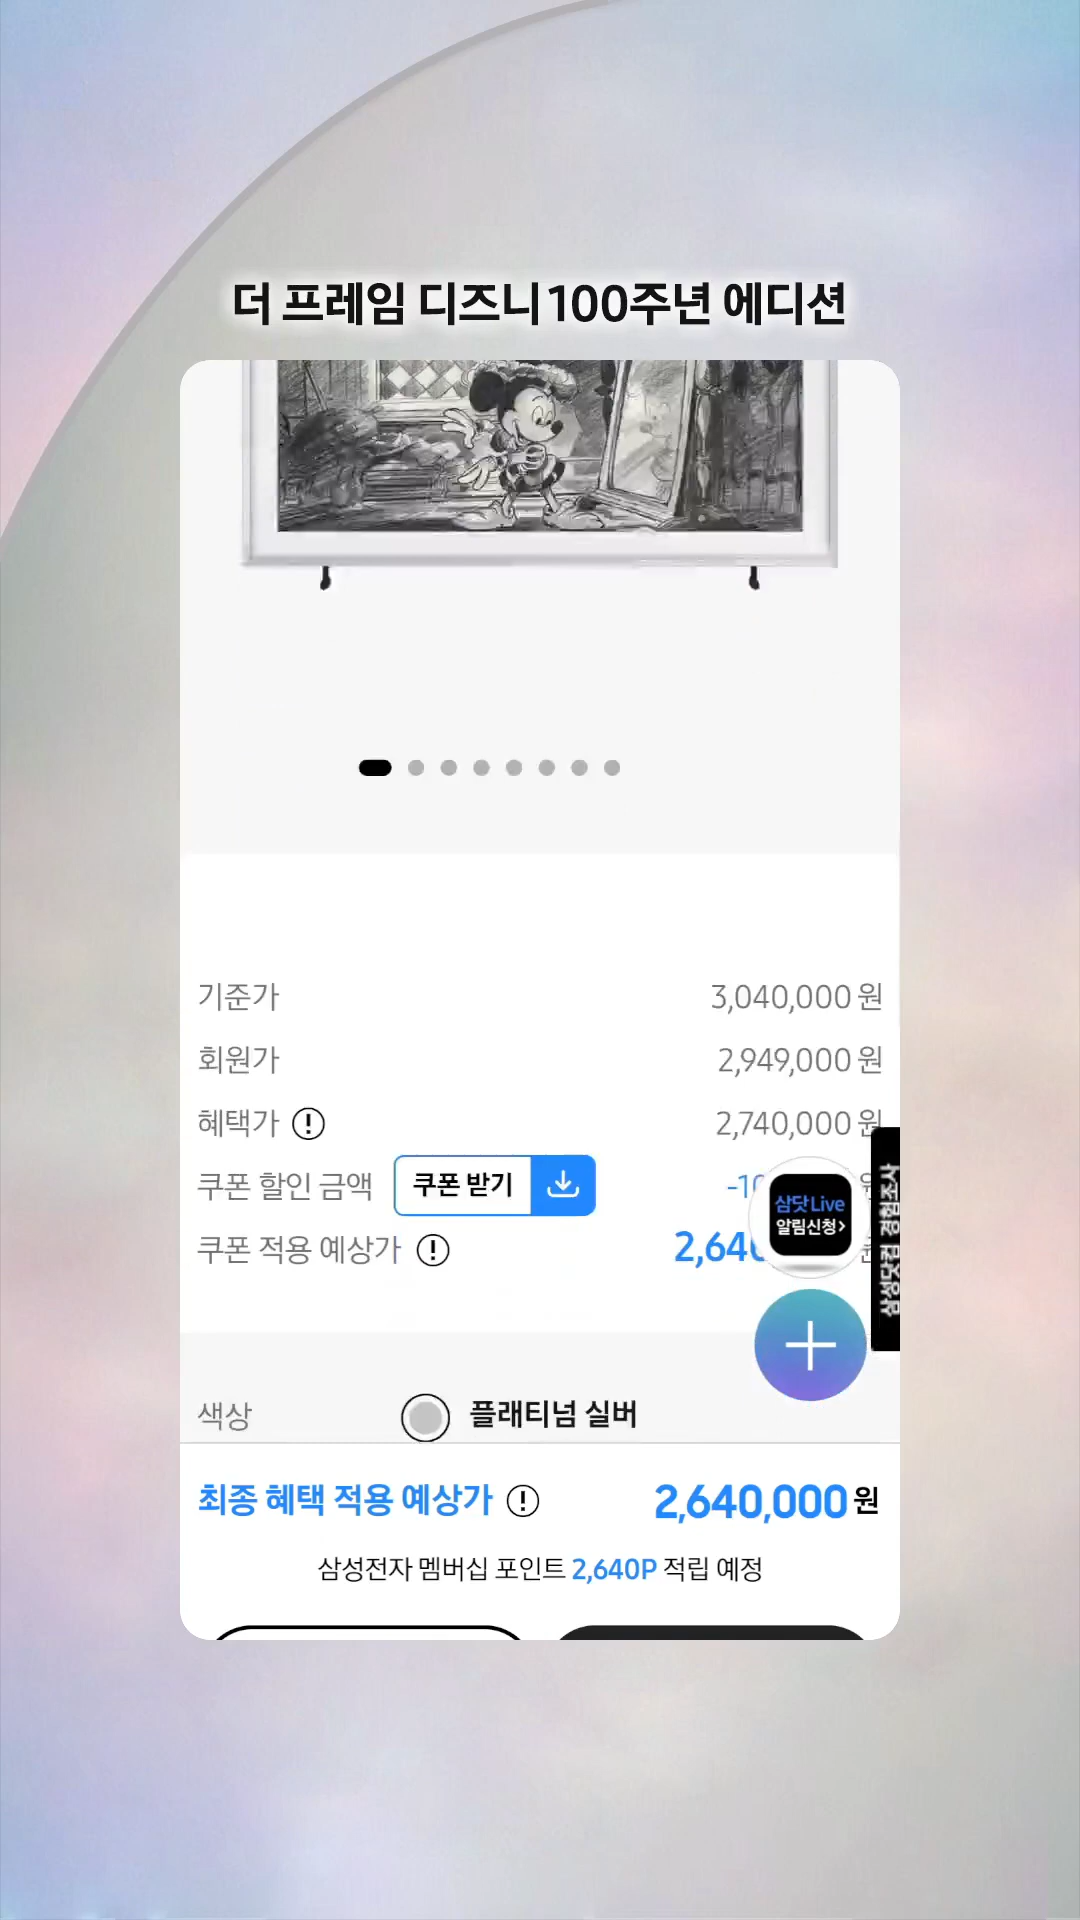 더 프레임 디즈니 100주년 에디션
기준가 3,040,000 원
회원가 2,949,000 원
혜택가 ! 2,740,000 원
쿠폰 할인 금액 쿠폰 받기
쿠폰 적용 예상가 !
삼닷 Live
알림신청>
삼성닷컴 경험조사
색상 플래티넘 실버
최종 혜택 적용 예상가 ! 2,640,000 원
삼성전자 멤버십 포인트 2,640P 적립 예정